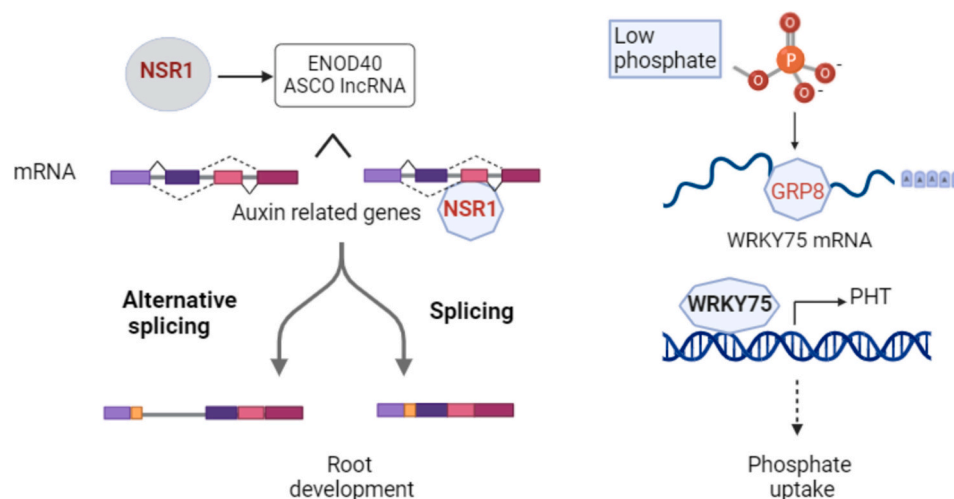 NSR1
ENOD40
ASCO lncRNA
mRNA
Auxin related genes
NSR1
Alternative
splicing
Splicing
Root
development
Low
phosphate
O
P
O
O-
O-
GRP8
A A A A A
WRKY75 mRNA
WRKY75
PHT
Phosphate
uptake